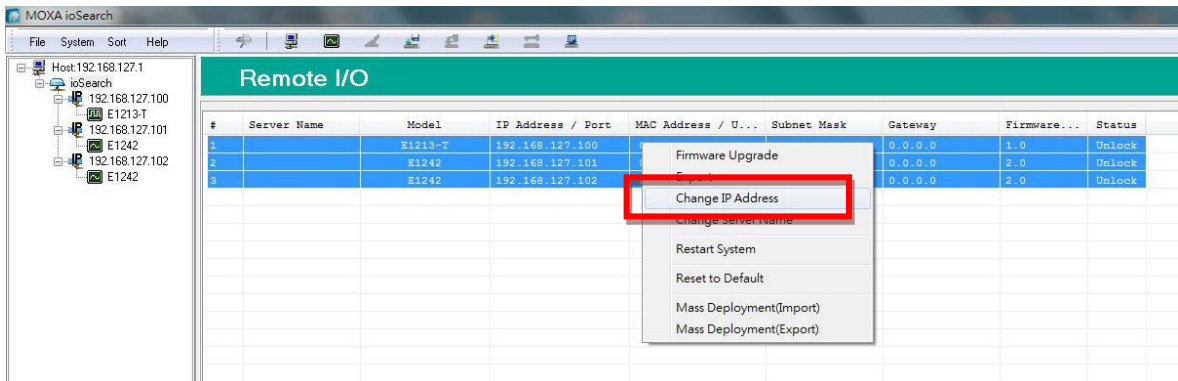 MOXA ioSearch
File System Sort Help
Host:192.168.127.1
ioSearch
192.168.127.100
E1213-T
192.168.127.101
E1242
192.168.127.102
E1242
Remote I/O
# Server Name Model IP Address / Port MAC Address / U... Subnet Mask Gateway Firmware... Status
1 E1213-T 192.168.127.100 0.0.0.0 1.0 Unlock
2 E1242 192.168.127.101 0.0.0.0 2.0 Unlock
3 E1242 192.168.127.102 0.0.0.0 2.0 Unlock
Firmware Upgrade
Export
Change IP Address
Change Server Name
Restart System
Reset to Default
Mass Deployment(Import)
Mass Deployment(Export)